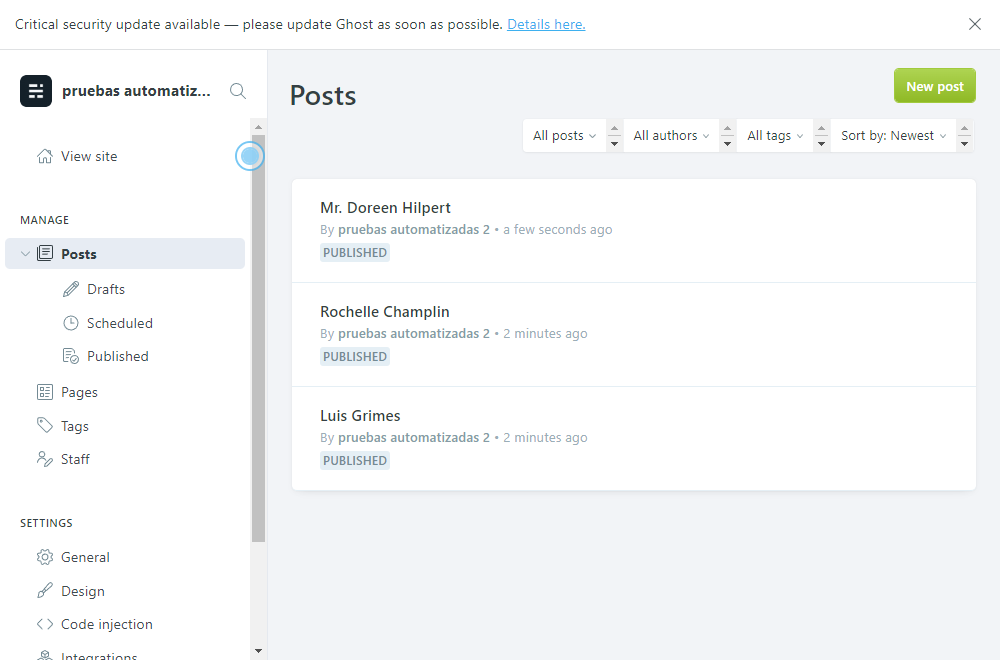 Critical security update available — please update Ghost as soon as possible. Details here.
pruebas automatiz...
View site
MANAGE
Posts
Drafts
Scheduled
Published
Pages
Tags
Staff
SETTINGS
General
Design
Code injection
Integrations
Posts
New post
All posts
All authors
All tags
Sort by: Newest
Mr. Doreen Hilpert
By pruebas automatizadas 2 • a few seconds ago
PUBLISHED
Rochelle Champlin
By pruebas automatizadas 2 • 2 minutes ago
PUBLISHED
Luis Grimes
By pruebas automatizadas 2 • 2 minutes ago
PUBLISHED